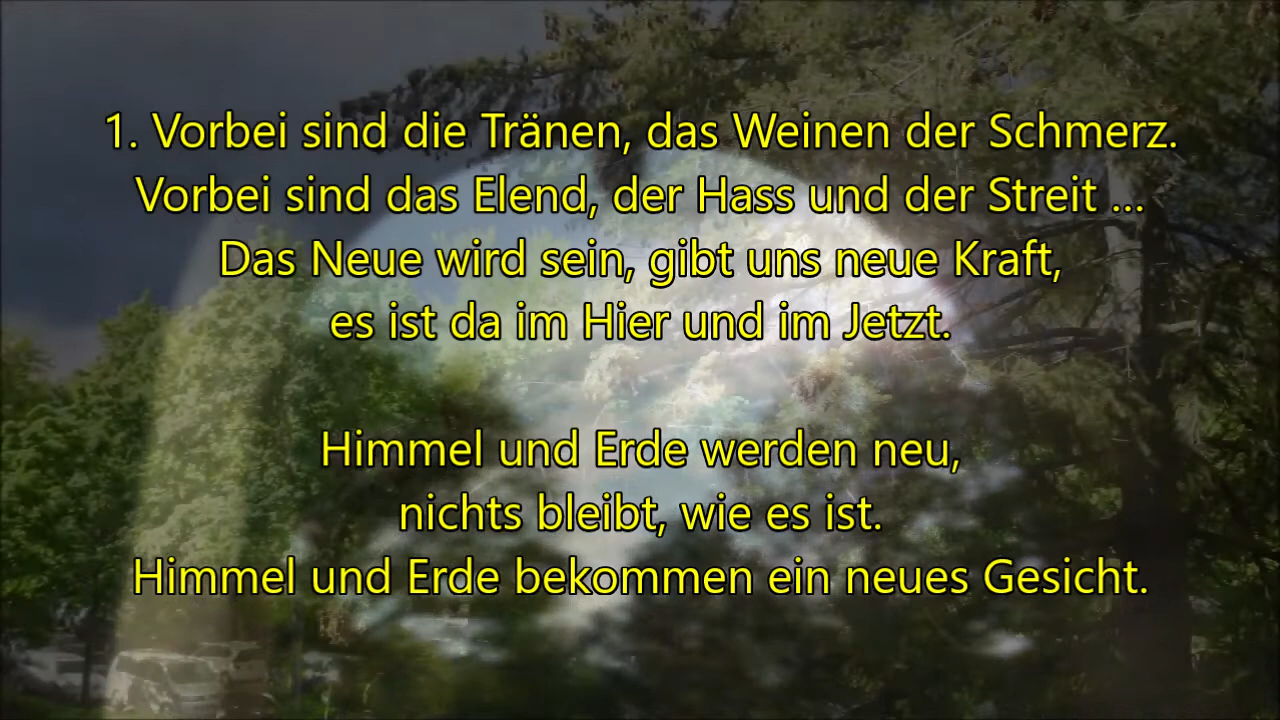 1. Vorbei sind die Tränen, das Weinen der Schmerz.
Vorbei sind das Elend, der Hass und der Streit ...
Das Neue wird sein, gibt uns neue Kraft,
es ist da im Hier und im Jetzt.
Himmel und Erde werden neu,
nichts bleibt, wie es ist.
Himmel und Erde bekommen ein neues Gesicht.